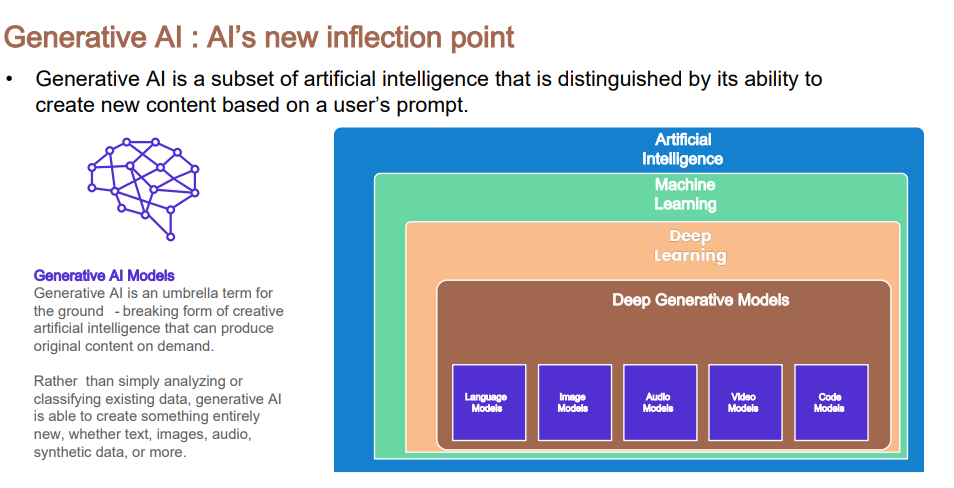 Generative AI : AI's new inflection point
• Generative AI is a subset of artificial intelligence that is distinguished by its ability to
create new content based on a user's prompt.
Generative AI Models
Generative AI is an umbrella term for
the ground - breaking form of creative
artificial intelligence that can produce
original content on demand.
Rather than simply analyzing or
classifying existing data, generative AI
is able to create something entirely
new, whether text, images, audio,
synthetic data, or more.
Artificial
Intelligence
Machine
Learning
Deep
Learning
Deep Generative Models
Language
Models
Image
Models
Audio
Models
Video
Models
Code
Models